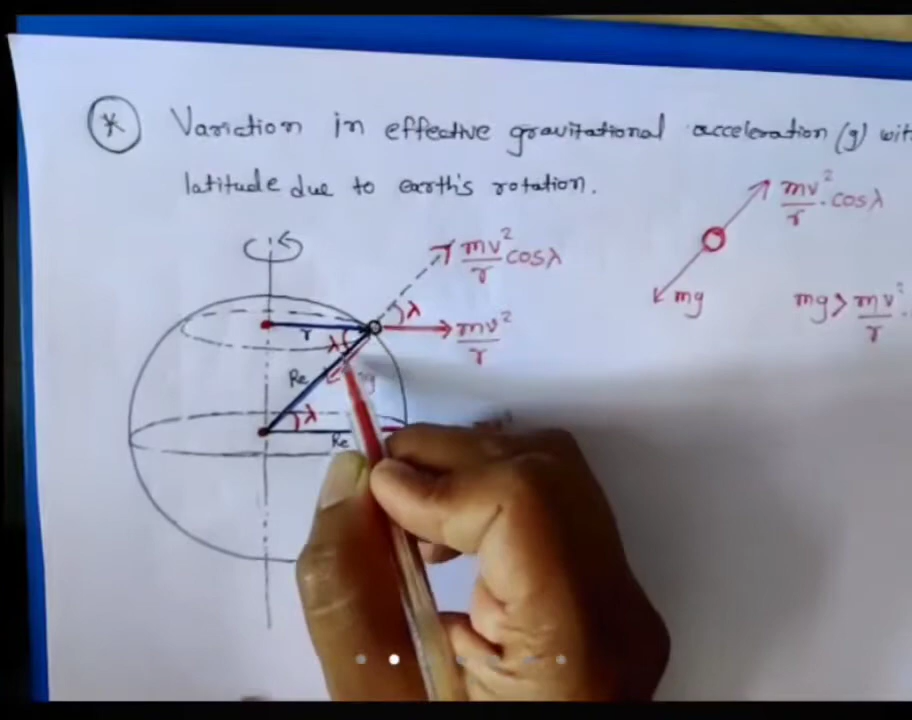 * Variation in effective gravitational acceleration (g) wit
latitude due to earth's rotation.
mv²/r · cosλ
mg
mg > mv²/r ·
mv²/r cosλ
λ
mv²/r
r
λ
Re
λ
Re